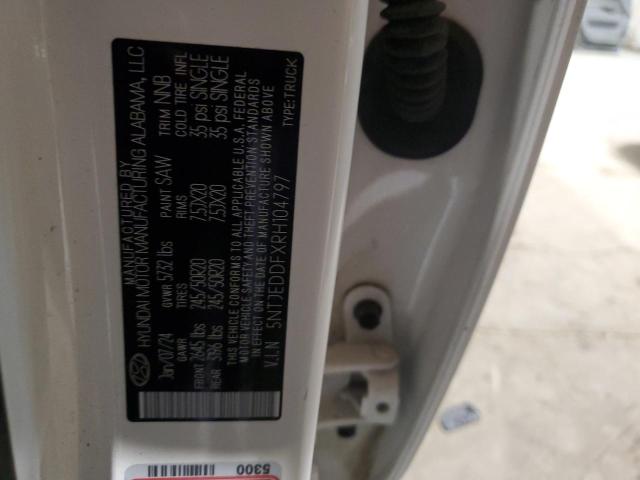 MANUFACTURED BY
HYUNDAI MOTOR MANUFACTURING ALABAMA, LLC
Jan/07/24 GVWR 5732 lbs PAINT SAW TRIM NNB
GAWR TIRES RIMS COLD TIRE INFL
FRONT 2645 lbs 245/50R20 7.5JX20 35 psi SINGLE
REAR 3316 lbs 245/50R20 7.5JX20 35 psi SINGLE
THIS VEHICLE CONFORMS TO ALL APPLICABLE U.S.A. FEDERAL
MOTOR VEHICLE SAFETY AND THEFT PREVENTION STANDARDS
IN EFFECT ON THE DATE OF MANUFACTURE SHOWN ABOVE
V.I.N 5NTJEDDFXRH104797 TYPE:TRUCK
5300